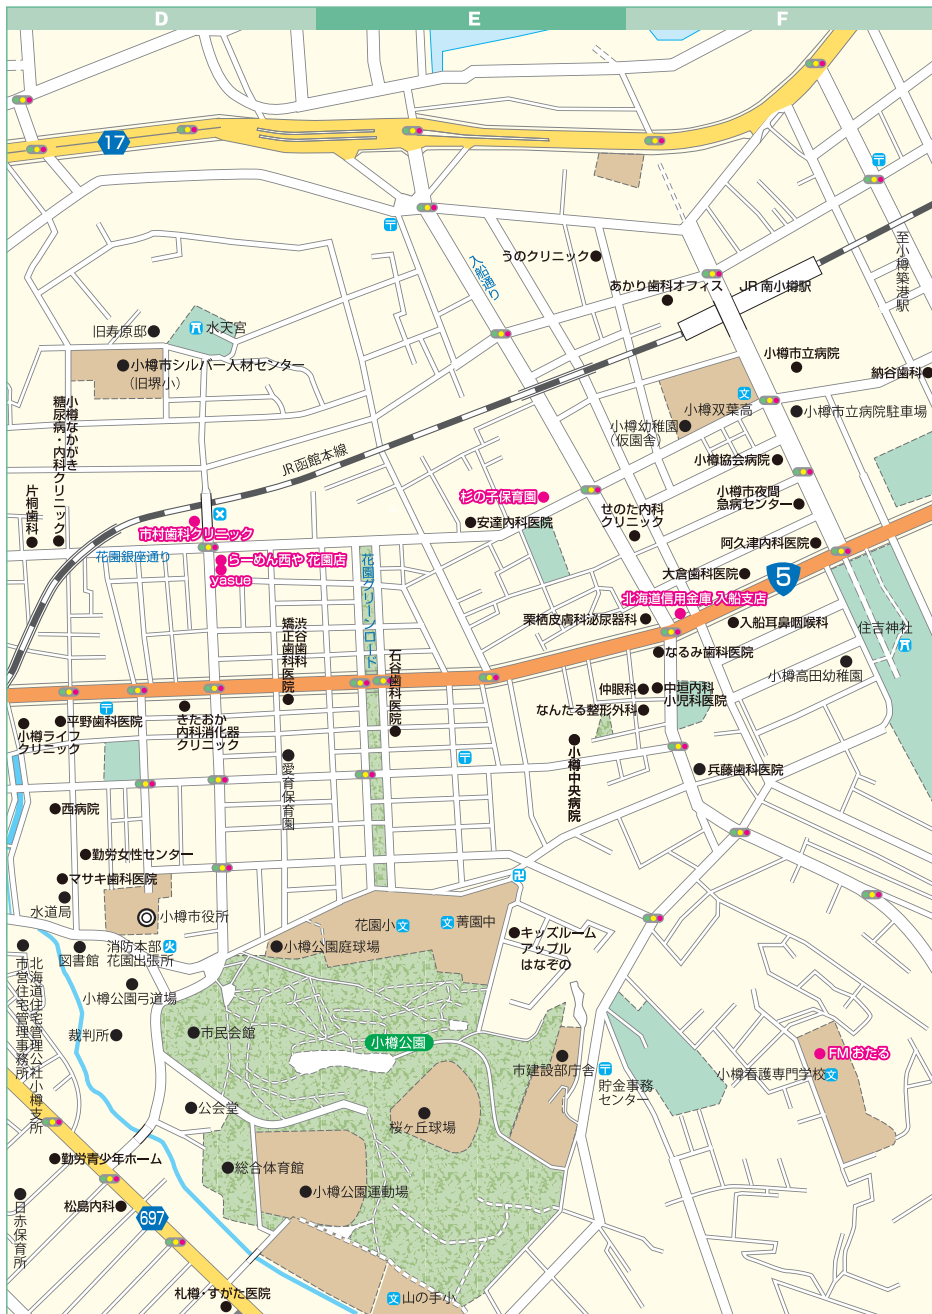 D
E
F
17
うのクリニック
至小樽築港駅
入船通り
あかり歯科オフィス
JR 南小樽駅
水天宮
旧寿原邸
小樽市シルバー人材センター
（旧堺小）
小樽市立病院
納谷歯科
小樽双葉高
小樽市立病院駐車場
小樽幼稚園
（仮園舎）
小樽なかがき
糖尿病・内科クリニック
JR函館本線
小樽協会病院
片桐歯科
杉の子保育園
小樽市夜間
急病センター
せのた内科
クリニック
安達内科医院
市村歯科クリニック
花園銀座通り
らーめん西や 花園店
yasue
花園グリーンロード
阿久津内科医院
大倉歯科医院
5
北海道信用金庫 入船支店
栗栖皮膚科泌尿器科
入船耳鼻咽喉科
住吉神社
渋谷歯科
矯正歯科医院
石谷歯科医院
なるみ歯科医院
小樽高田幼稚園
仲眼科
中垣内科
小児科医院
なんたる整形外科
平野歯科医院
小樽ライフ
クリニック
きたおか
内科消化器
クリニック
小樽中央病院
愛育保育園
兵藤歯科医院
西病院
勤労女性センター
マサキ歯科医院
水道局
小樽市役所
花園小
菁園中
キッズルーム
アップル
はなぞの
図書館
消防本部
花園出張所
小樽公園庭球場
北海道住宅管理公社小樽支所
市営住宅管理事務所
小樽公園弓道場
裁判所
市民会館
小樽公園
市建設部庁舎
貯金事務
センター
FMおたる
小樽看護専門学校
公会堂
桜ヶ丘球場
勤労青少年ホーム
総合体育館
小樽公園運動場
日赤保育所
松島内科
697
札樽・すがた医院
山の手小